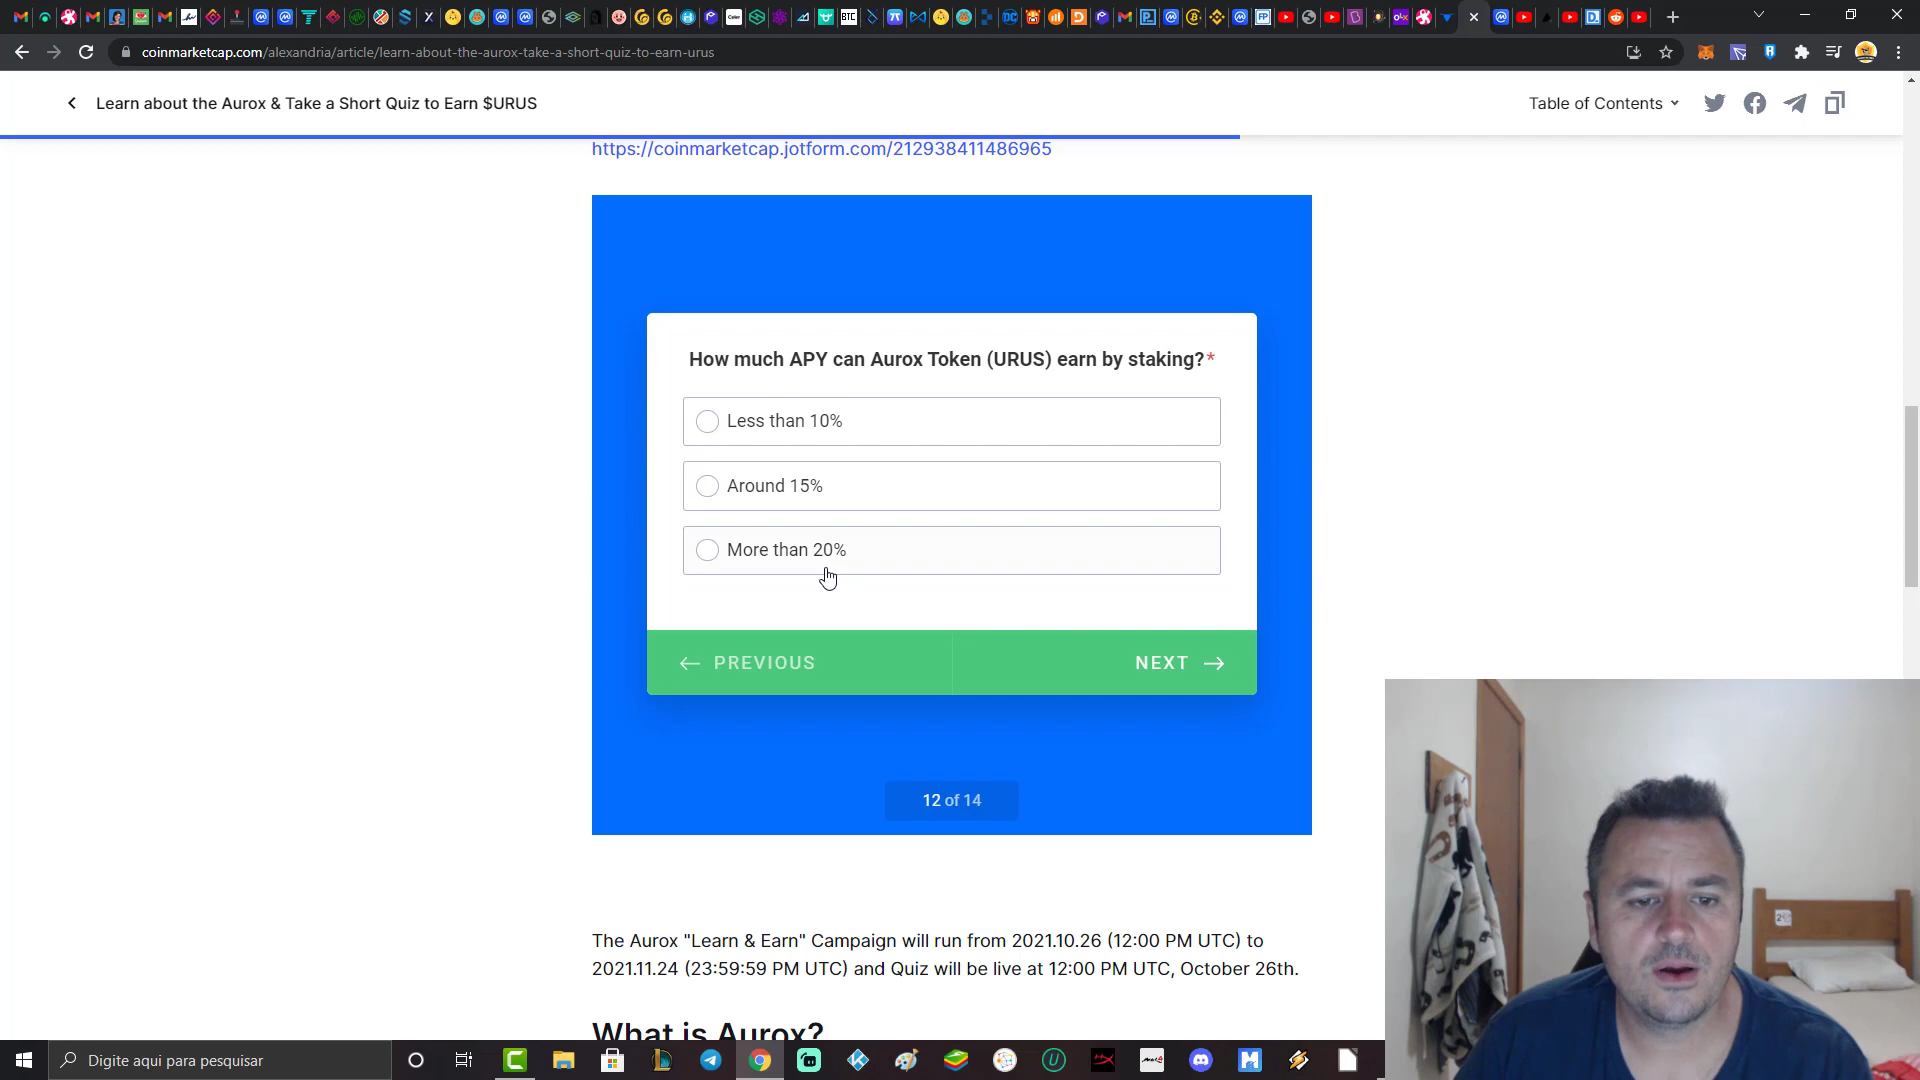 coinmarketcap.com/alexandria/article/learn-about-the-aurox-take-a-short-quiz-to-earn-urus
Learn about the Aurox & Take a Short Quiz to Earn $URUS
Table of Contents
https://coinmarketcap.jotform.com/212938411486965
How much APY can Aurox Token (URUS) earn by staking?*
Less than 10%
Around 15%
More than 20%
← PREVIOUS
NEXT →
12 of 14
The Aurox "Learn & Earn" Campaign will run from 2021.10.26 (12:00 PM UTC) to
2021.11.24 (23:59:59 PM UTC) and Quiz will be live at 12:00 PM UTC, October 26th.
What is Aurox?
Digite aqui para pesquisar